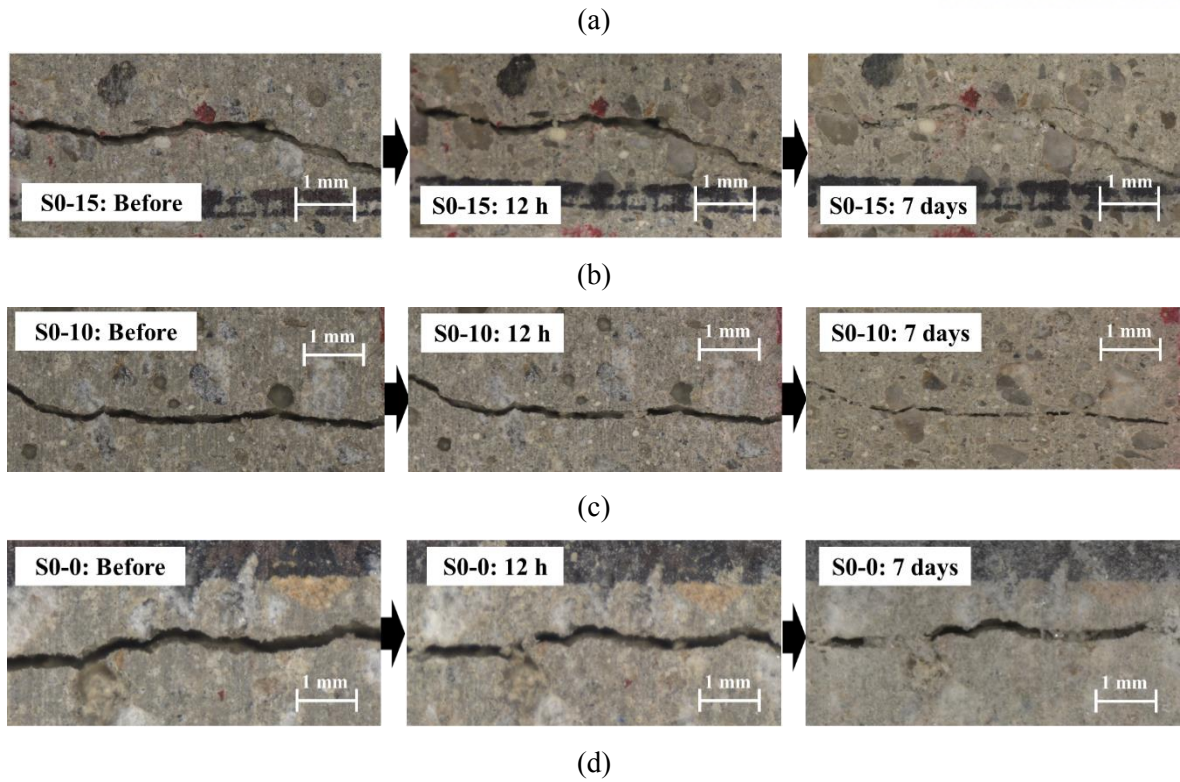 (a)
S0-15: Before
1 mm
S0-15: 12 h
1 mm
S0-15: 7 days
1 mm
(b)
S0-10: Before
1 mm
S0-10: 12 h
1 mm
S0-10: 7 days
1 mm
(c)
S0-0: Before
1 mm
S0-0: 12 h
1 mm
S0-0: 7 days
1 mm
(d)